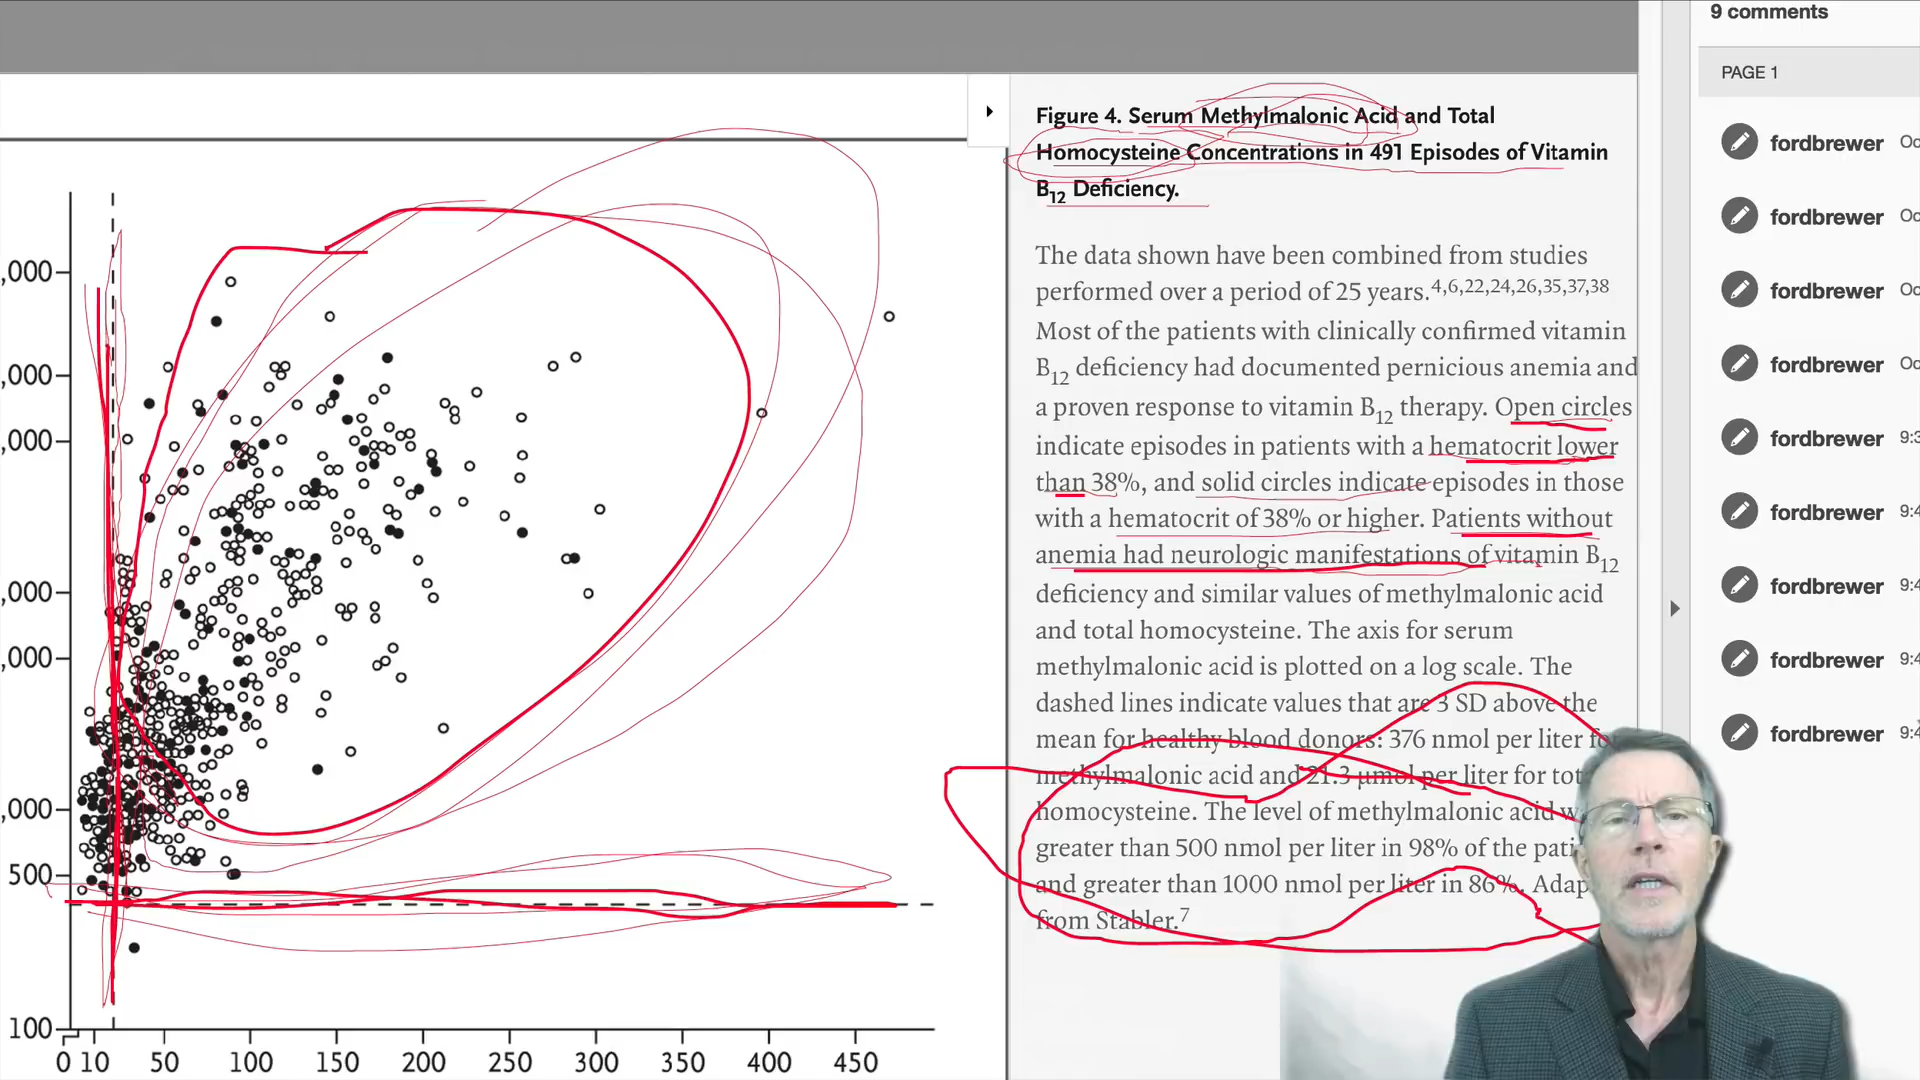 9 comments
PAGE 1
Figure 4. Serum Methylmalonic Acid and Total
Homocysteine Concentrations in 491 Episodes of Vitamin
B12 Deficiency.
The data shown have been combined from studies
performed over a period of 25 years.4,6,22,24,26,35,37,38
Most of the patients with clinically confirmed vitamin
B12 deficiency had documented pernicious anemia and
a proven response to vitamin B12 therapy. Open circles
indicate episodes in patients with a hematocrit lower
than 38%, and solid circles indicate episodes in those
with a hematocrit of 38% or higher. Patients without
anemia had neurologic manifestations of vitamin B12
deficiency and similar values of methylmalonic acid
and total homocysteine. The axis for serum
methylmalonic acid is plotted on a log scale. The
dashed lines indicate values that are 3 SD above the
mean for healthy blood donors: 376 nmol per liter
methylmalonic acid and 21.3 µmol per liter for
homocysteine. The level of methylmalonic acid
greater than 500 nmol per liter in 98% of the
and greater than 1000 nmol per liter in 86%.
from Stabler.7
,000
,000
,000
,000
,000
,000
500
100
0 10 50 100 150 200 250 300 350 400 450
fordbrewer
fordbrewer
fordbrewer
fordbrewer
fordbrewer 9:
fordbrewer 9:
fordbrewer 9:
fordbrewer 9:
fordbrewer 9: